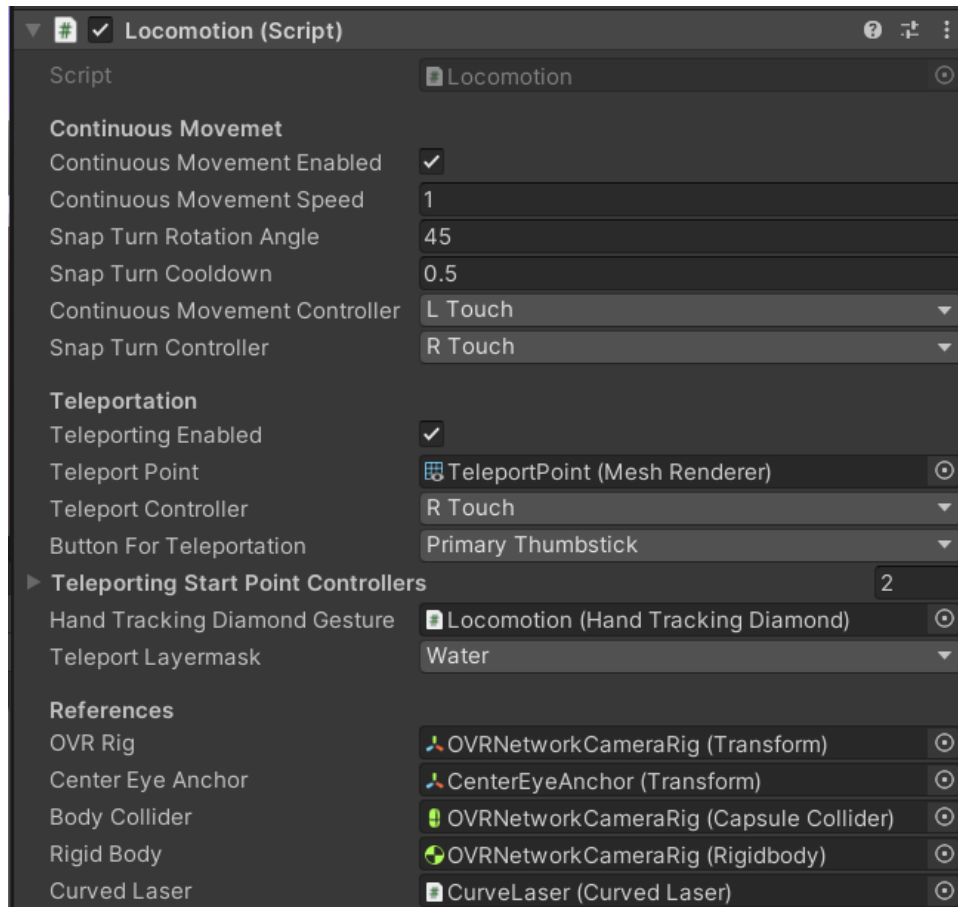 Locomotion (Script)
Script Locomotion
Continuous Movemet
Continuous Movement Enabled
Continuous Movement Speed 1
Snap Turn Rotation Angle 45
Snap Turn Cooldown 0.5
Continuous Movement Controller L Touch
Snap Turn Controller R Touch
Teleportation
Teleporting Enabled
Teleport Point TeleportPoint (Mesh Renderer)
Teleport Controller R Touch
Button For Teleportation Primary Thumbstick
Teleporting Start Point Controllers 2
Hand Tracking Diamond Gesture Locomotion (Hand Tracking Diamond)
Teleport Layermask Water
References
OVR Rig OVRNetworkCameraRig (Transform)
Center Eye Anchor CenterEyeAnchor (Transform)
Body Collider OVRNetworkCameraRig (Capsule Collider)
Rigid Body OVRNetworkCameraRig (Rigidbody)
Curved Laser CurveLaser (Curved Laser)